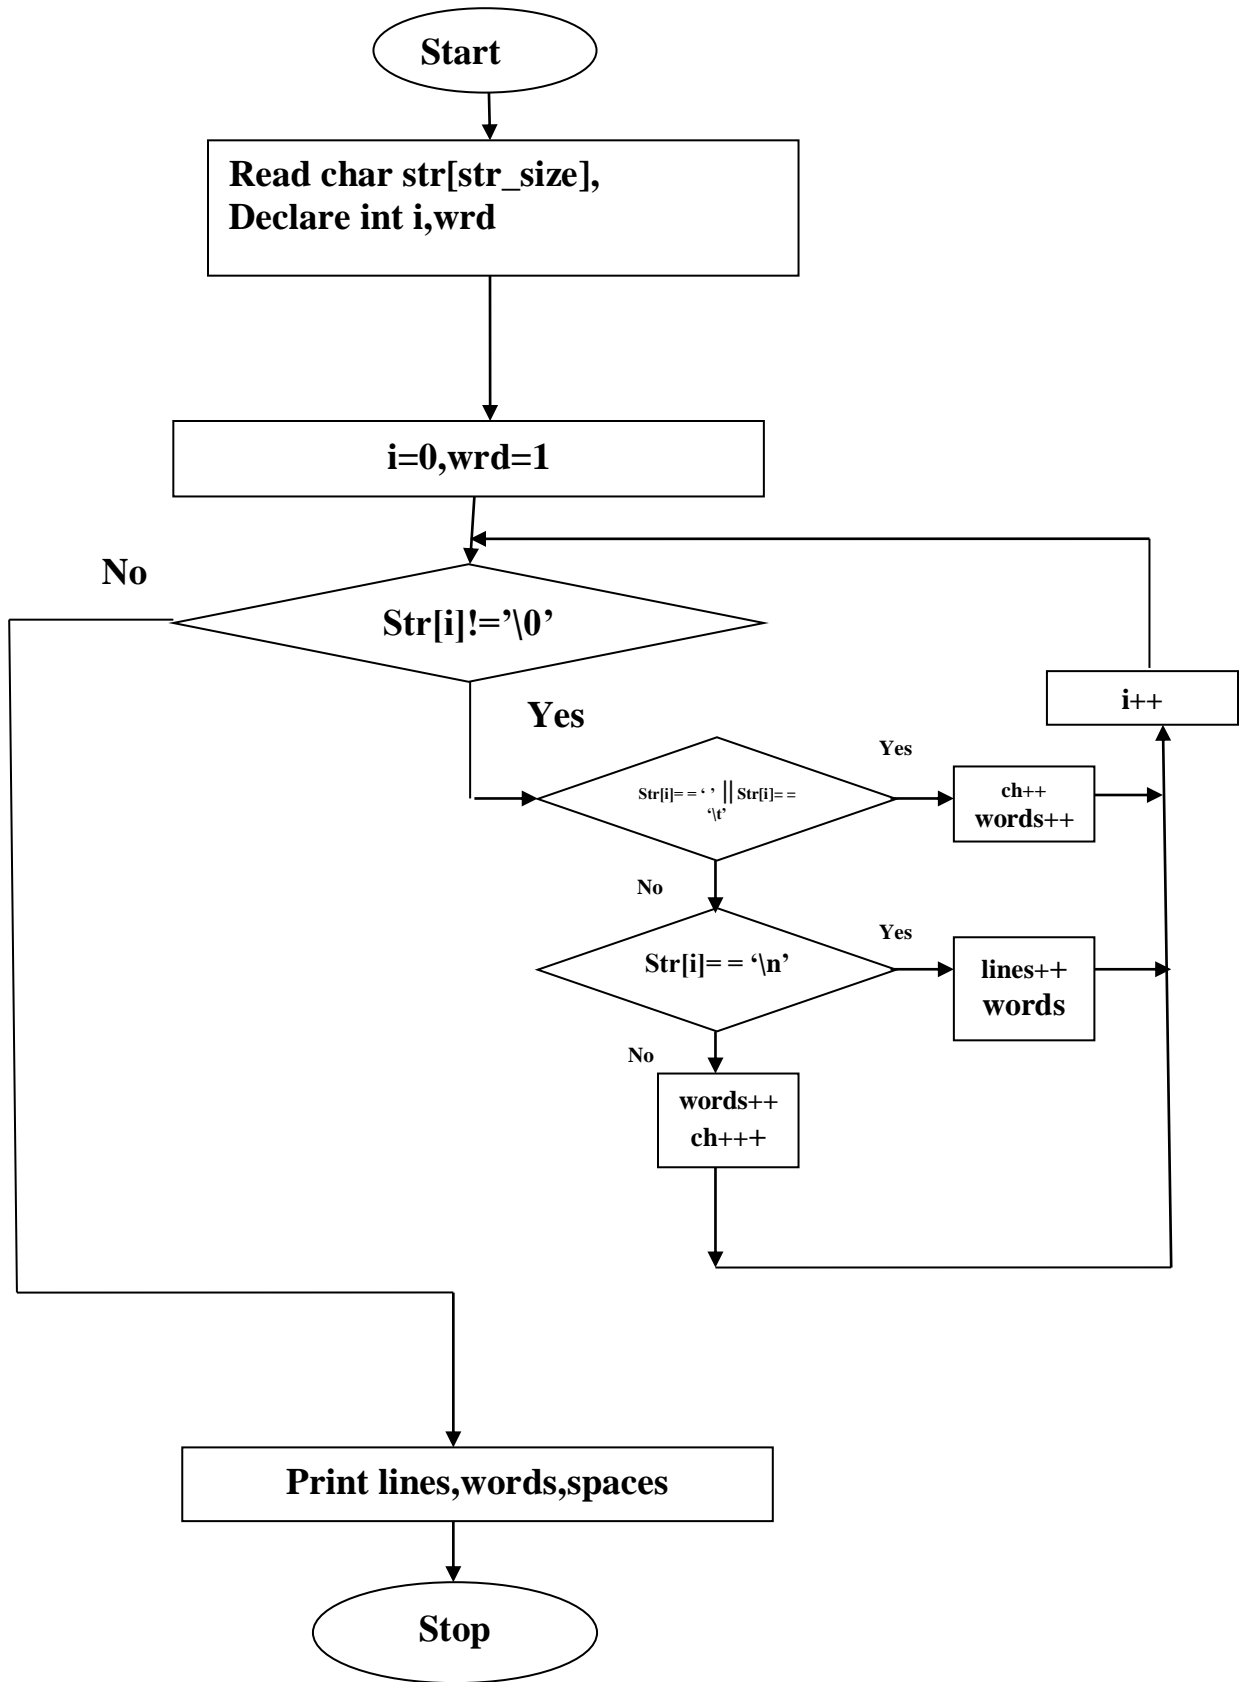 Start
Read char str[str_size],
Declare int i,wrd
i=0,wrd=1
No
Str[i]!=’\0’
Yes
i++
Str[i]= = ‘ ’ || Str[i]= =
‘\t’
Yes
ch++
words++
No
Str[i]= = ‘\n’
Yes
lines++
words
No
words++
ch+++
Print lines,words,spaces
Stop